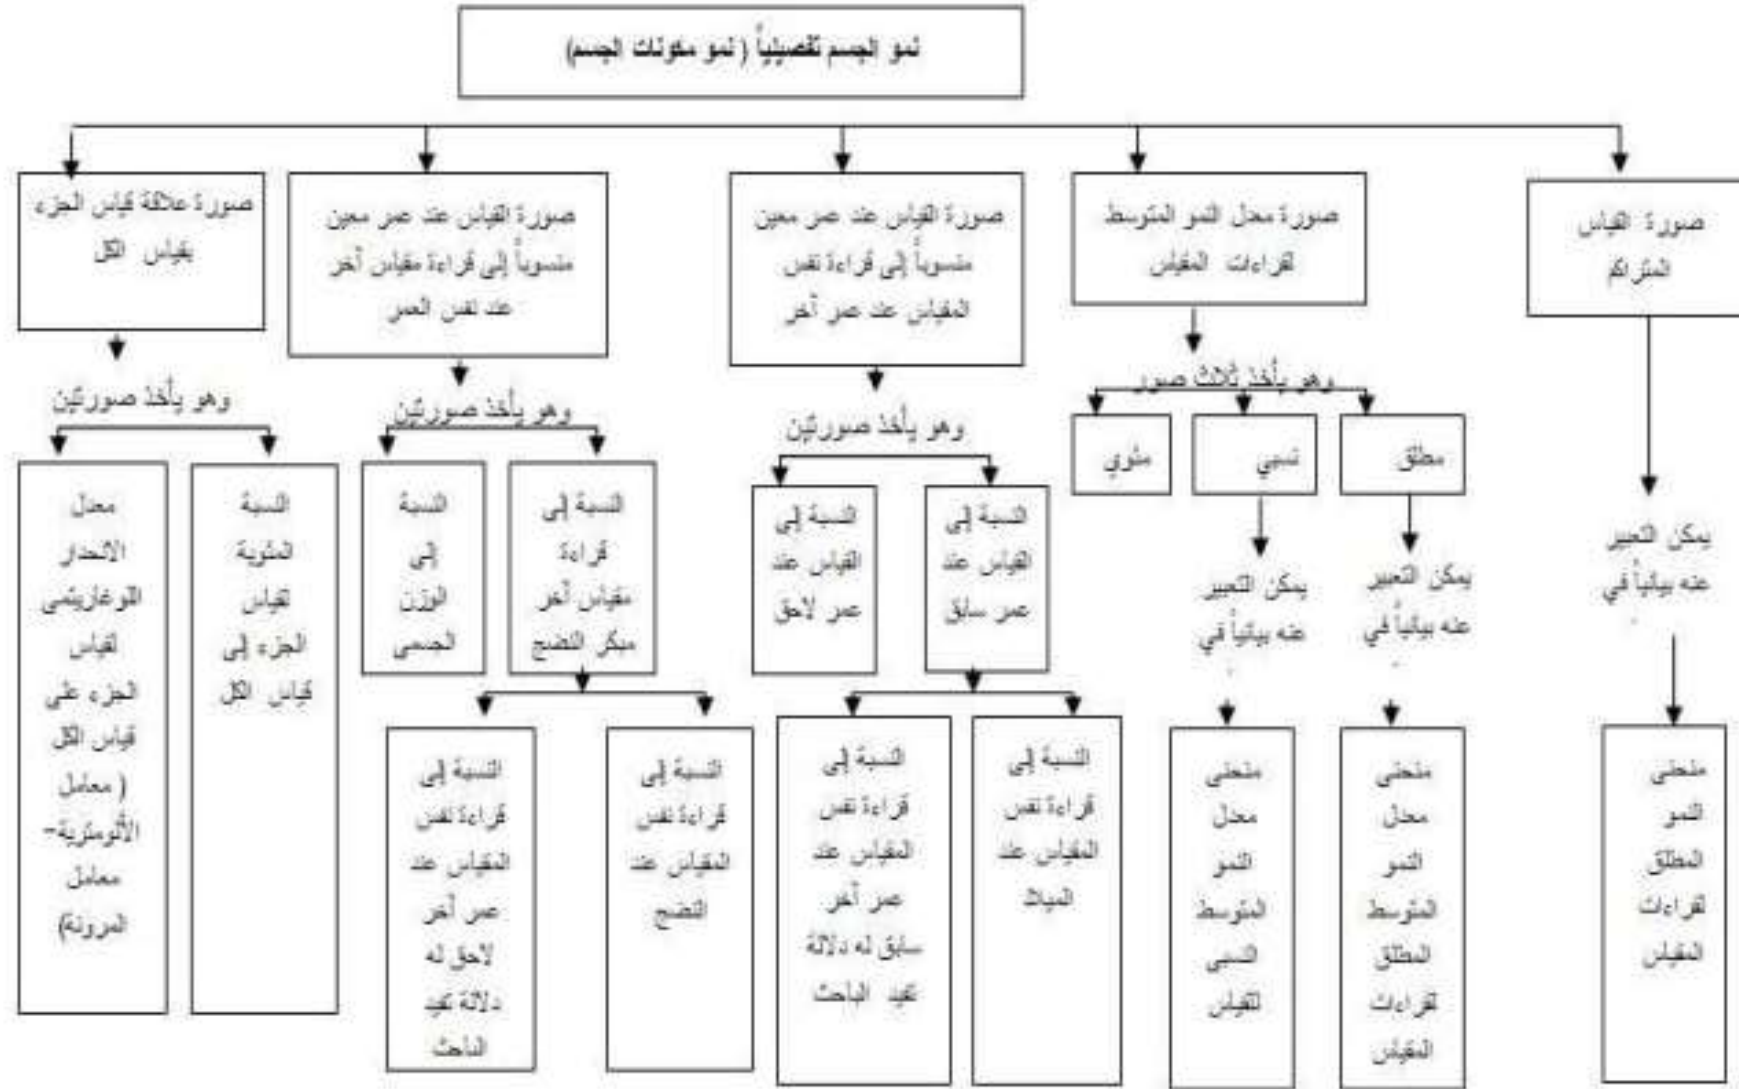 نمو الجسم تفصيلياً ( نمو مكونات الجسم)
صورة القياس
المتراكم
يمكن التعبير
عنه بيانياً في
منحنى
النمو
المطلق
لقراءات
المقياس
صورة معدل النمو المتوسط
لقراءات المقياس
وهو يأخذ ثلاث صور
مطلق
نسبي
مئوي
يمكن التعبير
عنه بيانياً في
يمكن التعبير
عنه بيانياً في
منحنى
معدل
النمو
المتوسط
المطلق
لقراءات
المقياس
منحنى
معدل
النمو
المتوسط
النسبى
للقياس
صورة القياس عند عمر معين
منسوباً إلى قراءة نفس
المقياس عند عمر آخر
وهو يأخذ صورتين
النسبة إلى
القياس عند
عمر سابق
النسبة إلى
القياس عند
عمر لاحق
النسبة إلى
قراءة نفس
المقياس عند
الميلاد
النسبة إلى
قراءة نفس
المقياس عند
عمر آخر
سابق له دلالة
تفيد الباحث
صورة القياس عند عمر معين
منسوباً إلى قراءة مقياس آخر
عند نفس العمر
وهو يأخذ صورتين
النسبة إلى
قراءة
مقياس آخر
مبكر النضج
النسبة
إلى
الوزن
الجسمى
النسبة إلى
قراءة نفس
المقياس عند
النضج
النسبة إلى
قراءة نفس
المقياس عند
عمر آخر
لاحق له
دلالة تفيد
الباحث
صورة علاقة قياس الجزء
بقياس الكل
وهو يأخذ صورتين
النسبة
المئوية
لقياس
الجزء إلى
قياس الكل
معدل
الانحدار
اللوغاريتمى
لقياس
الجزء على
قياس الكل
( معامل
الألومترية-
معامل
المرونة)